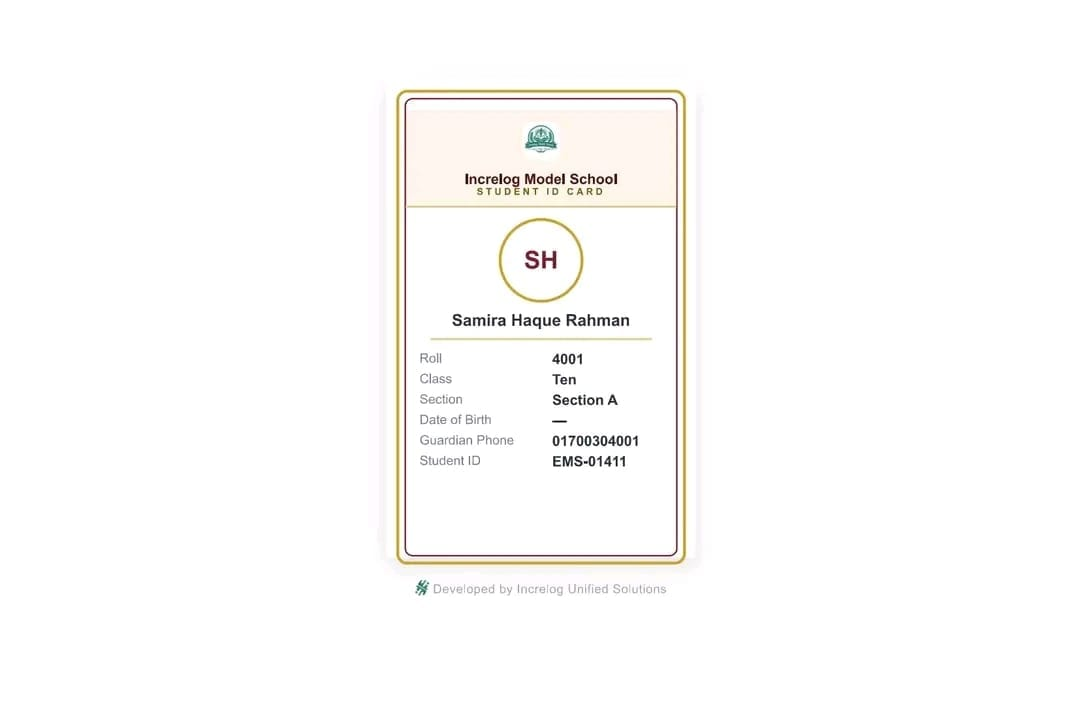 Increlog Model School
STUDENT ID CARD
SH
Samira Haque Rahman
Roll 4001
Class Ten
Section Section A
Date of Birth —
Guardian Phone 01700304001
Student ID EMS-01411
Developed by Increlog Unified Solutions